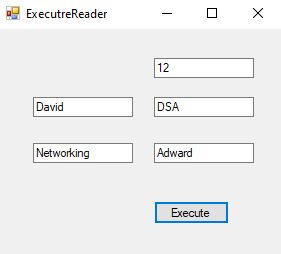 ExecutreReader
12
David DSA
Networking Adward
Execute